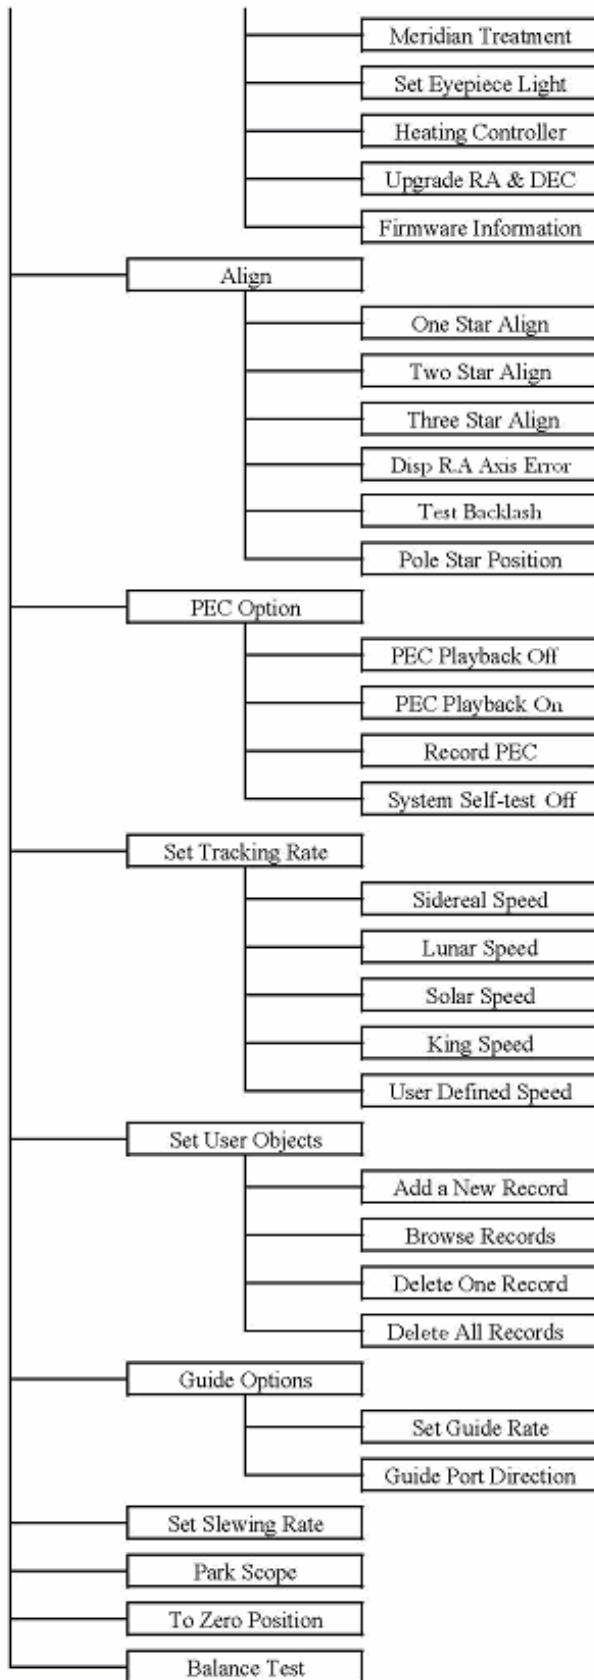 Meridian Treatment
Set Eyepiece Light
Heating Controller
Upgrade RA & DEC
Firmware Information
Align
One Star Align
Two Star Align
Three Star Align
Disp R.A Axis Error
Test Backlash
Pole Star Position
PEC Option
PEC Playback Off
PEC Playback On
Record PEC
System Self-test Off
Set Tracking Rate
Sidereal Speed
Lunar Speed
Solar Speed
King Speed
User Defined Speed
Set User Objects
Add a New Record
Browse Records
Delete One Record
Delete All Records
Guide Options
Set Guide Rate
Guide Port Direction
Set Slewing Rate
Park Scope
To Zero Position
Balance Test